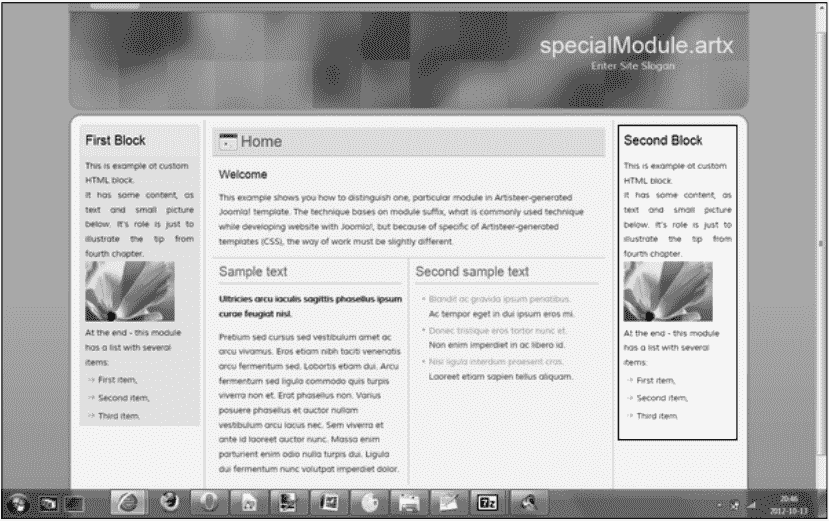 specialModule.artx
Enter Site Slogan
First Block
This is example of custom
HTML block.
It has some content, as
text and small picture
below. It's role is just to
illustrate the tip from
fourth chapter.
At the end - this module
has a list with several
items:
First item,
Second item,
Third item.
Home
Welcome
This example shows you how to distinguish one, particular module in Artisteer-generated
Joomla! template. The technique bases on module suffix, what is commonly used technique
while developing website with Joomla!, but because of specific of Artisteer-generated
templates (CSS), the way of work must be slightly different.
Sample text
Ultricies arcu iaculis sagittis phasellus ipsum
curae feugiat nisl.
Pretium sed cursus sed vestibulum amet ac
arcu vivamus. Eros etiam nibh taciti venenatis
arcu fermentum sed. Lobortis etiam dui. Arcu
fermentum sed ligula commodo quis turpis
viverra non et. Erat phasellus non. Varius
posuere phasellus et auctor nullam
vestibulum arcu lacus nec. Sem viverra et
ante id laoreet auctor nunc. Massa enim
parturient enim odio nulla turpis dui. Ligula
dui fermentum nunc volutpat imperdiet dolor.
Second sample text
Blandit ac gravida ipsum penatibus.
Ac tempor eget in dui ipsum eros mi.
Donec tristique eros tortor nunc et.
Non enim imperdiet in ac libero id.
Nisi ligula interdum praesent cras.
Laoreet etiam sapien tellus aliquam.
Second Block
This is example of custom
HTML block.
It has some content, as
text and small picture
below. It's role is just to
illustrate the tip from
fourth chapter.
At the end - this module
has a list with several
items:
First item,
Second item,
Third item.
7z
20:46
2012-10-13